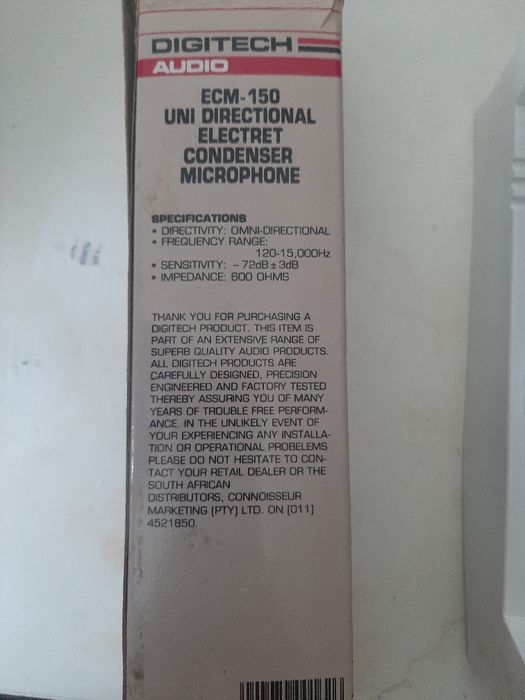 DIGITECH
AUDIO
ECM-150
UNI DIRECTIONAL
ELECTRET
CONDENSER
MICROPHONE
SPECIFICATIONS
• DIRECTIVITY: OMNI-DIRECTIONAL
• FREQUENCY RANGE:
120-15,000Hz
• SENSITIVITY: -72dB±3dB
• IMPEDANCE: 600 OHMS
THANK YOU FOR PURCHASING A
DIGITECH PRODUCT. THIS ITEM IS
PART OF AN EXTENSIVE RANGE OF
SUPERB QUALITY AUDIO PRODUCTS.
ALL DIGITECH PRODUCTS ARE
CAREFULLY DESIGNED, PRECISION
ENGINEERED AND FACTORY TESTED
THEREBY ASSURING YOU OF MANY
YEARS OF TROUBLE FREE PERFORM-
ANCE. IN THE UNLIKELY EVENT OF
YOUR EXPERIENCING ANY INSTALLA-
TION OR OPERATIONAL PROBELEMS
PLEASE DO NOT HESITATE TO CON-
TACT YOUR RETAIL DEALER OR THE
SOUTH AFRICAN
DISTRIBUTORS, CONNOISSEUR
MARKETING (PTY) LTD. ON (011)
4521850.